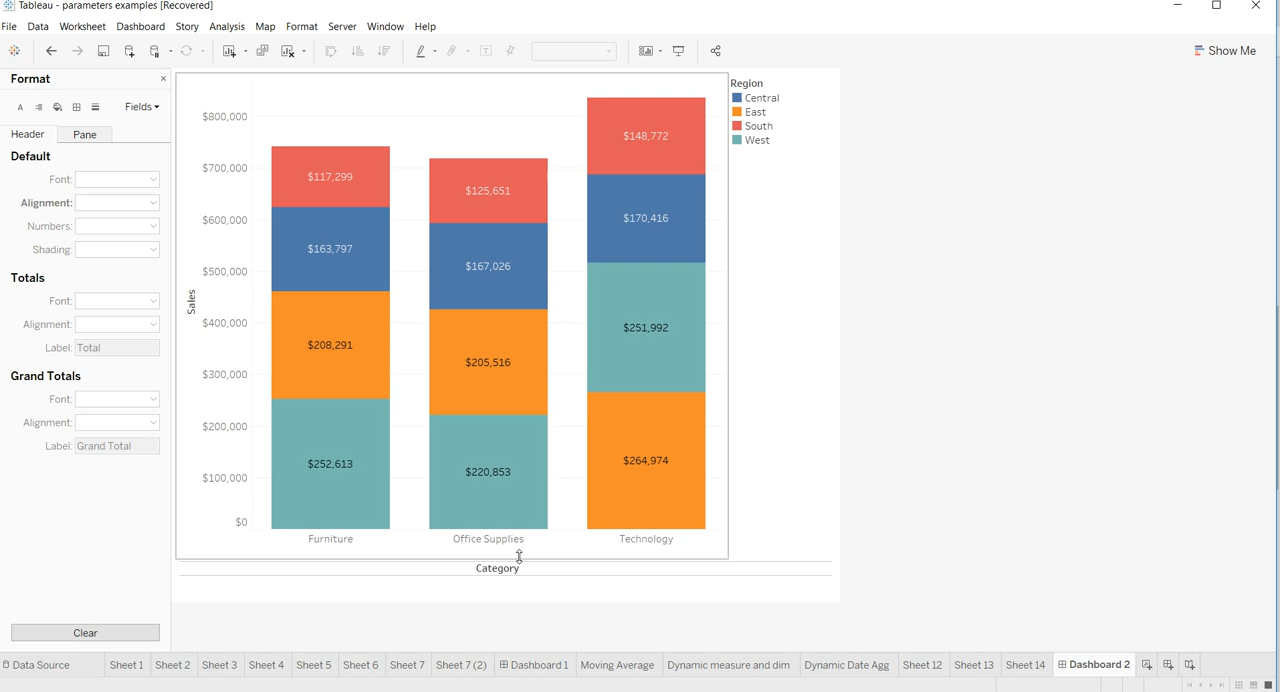 Tableau - parameters examples [Recovered]
File Data Worksheet Dashboard Story Analysis Map Format Server Window Help
Show Me
Format
Fields
Header Pane
Default
Font:
Alignment:
Numbers:
Shading:
Totals
Font:
Alignment:
Label: Total
Grand Totals
Font:
Alignment:
Label: Grand Total
Clear
Sales
$800,000
$700,000
$600,000
$500,000
$400,000
$300,000
$200,000
$100,000
$0
$117,299
$163,797
$208,291
$252,613
$125,651
$167,026
$205,516
$220,853
$148,772
$170,416
$251,992
$264,974
Furniture Office Supplies Technology
Category
Region
Central
East
South
West
Data Source Sheet 1 Sheet 2 Sheet 3 Sheet 4 Sheet 5 Sheet 6 Sheet 7 Sheet 7 (2) Dashboard 1 Moving Average Dynamic measure and dim Dynamic Date Agg Sheet 12 Sheet 13 Sheet 14 Dashboard 2